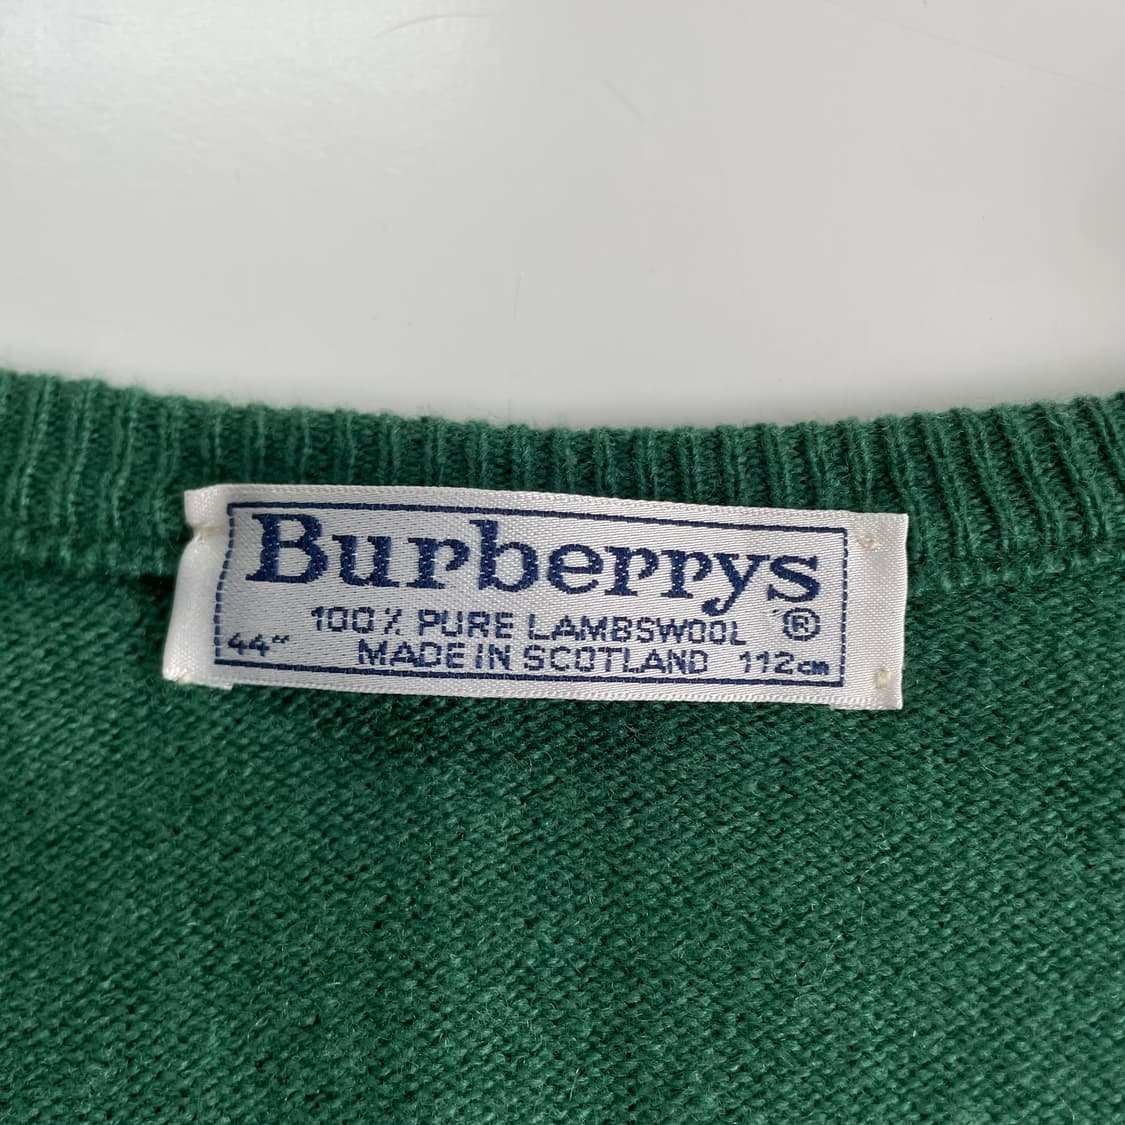 Burberrys
100% PURE LAMBSWOOL ®
44" MADE IN SCOTLAND 112cm